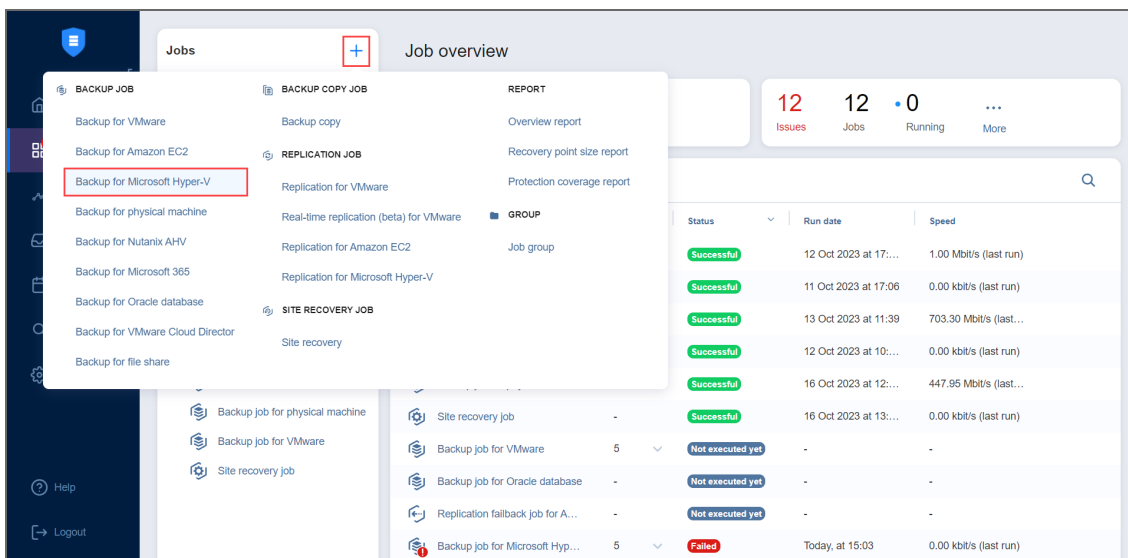 Jobs
+
Job overview
BACKUP JOB
Backup for VMware
Backup for Amazon EC2
Backup for Microsoft Hyper-V
Backup for physical machine
Backup for Nutanix AHV
Backup for Microsoft 365
Backup for Oracle database
Backup for VMware Cloud Director
Backup for file share
BACKUP COPY JOB
Backup copy
REPLICATION JOB
Replication for VMware
Real-time replication (beta) for VMware
Replication for Amazon EC2
Replication for Microsoft Hyper-V
SITE RECOVERY JOB
Site recovery
REPORT
Overview report
Recovery point size report
Protection coverage report
GROUP
Job group
12 12 0 ...
Issues Jobs Running More
Status Run date Speed
Successful 12 Oct 2023 at 17:... 1.00 Mbit/s (last run)
Successful 11 Oct 2023 at 17:06 0.00 kbit/s (last run)
Successful 13 Oct 2023 at 11:39 703.30 Mbit/s (last...
Successful 12 Oct 2023 at 10:... 0.00 kbit/s (last run)
Successful 16 Oct 2023 at 12:... 447.95 Mbit/s (last...
Site recovery job - Successful 16 Oct 2023 at 13:... 0.00 kbit/s (last run)
Backup job for VMware 5 Not executed yet - -
Backup job for Oracle database - Not executed yet - -
Replication failback job for A... - Not executed yet - -
Backup job for Microsoft Hyp... 5 Failed Today, at 15:03 0.00 kbit/s (last run)
Backup job for physical machine
Backup job for VMware
Site recovery job
Help
Logout